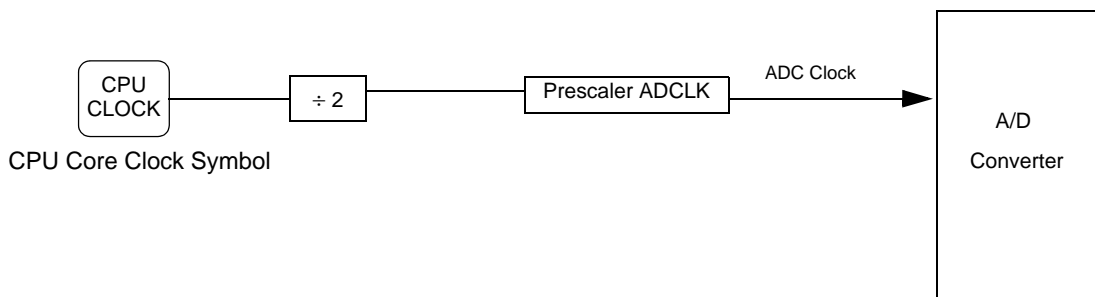 CPU
CLOCK
÷ 2
Prescaler ADCLK
ADC Clock
A/D
Converter
CPU Core Clock Symbol